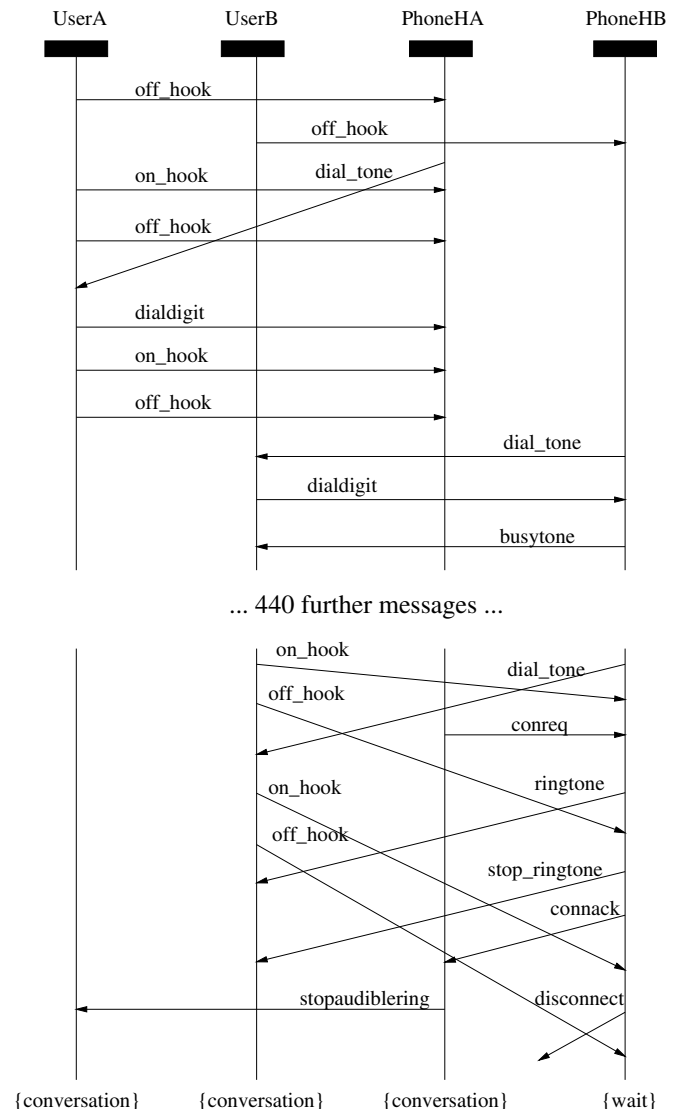 UserA UserB PhoneHA PhoneHB
off_hook
off_hook
dial_tone
on_hook
off_hook
dialdigit
on_hook
off_hook
dial_tone
dialdigit
busytone
... 440 further messages ...
on_hook
dial_tone
off_hook
conreq
ringtone
on_hook
off_hook
stop_ringtone
connack
stopaudiblering
disconnect
{conversation} {conversation} {conversation} {wait}